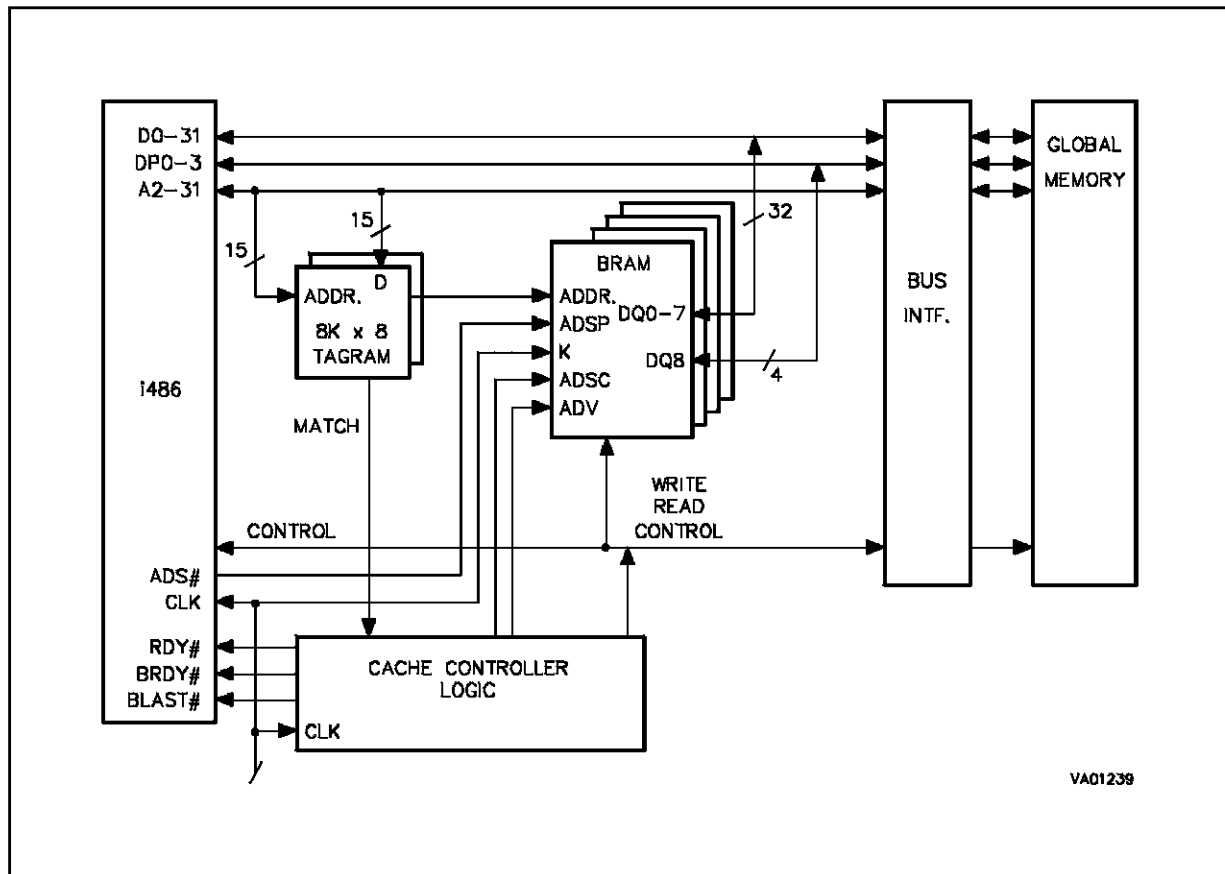 D0-31
DP0-3
A2-31
15
15
32
GLOBAL
MEMORY
D
ADDR.
8K x 8
TAGRAM
BRAM
ADDR.
DQ0-7
ADSP
K
DQ8
4
ADSC
ADV
BUS
INTF.
i486
MATCH
WRITE
READ
CONTROL
CONTROL
ADS#
CLK
RDY#
BRDY#
BLAST#
CACHE CONTROLLER
LOGIC
CLK
VA01239